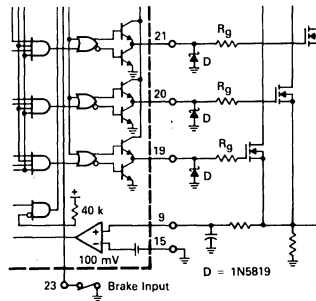 21
Rg
D
20
Rg
D
19
Rg
D
+
40 k
9
+
−
15
100 mV
D = 1N5819
23
Brake Input